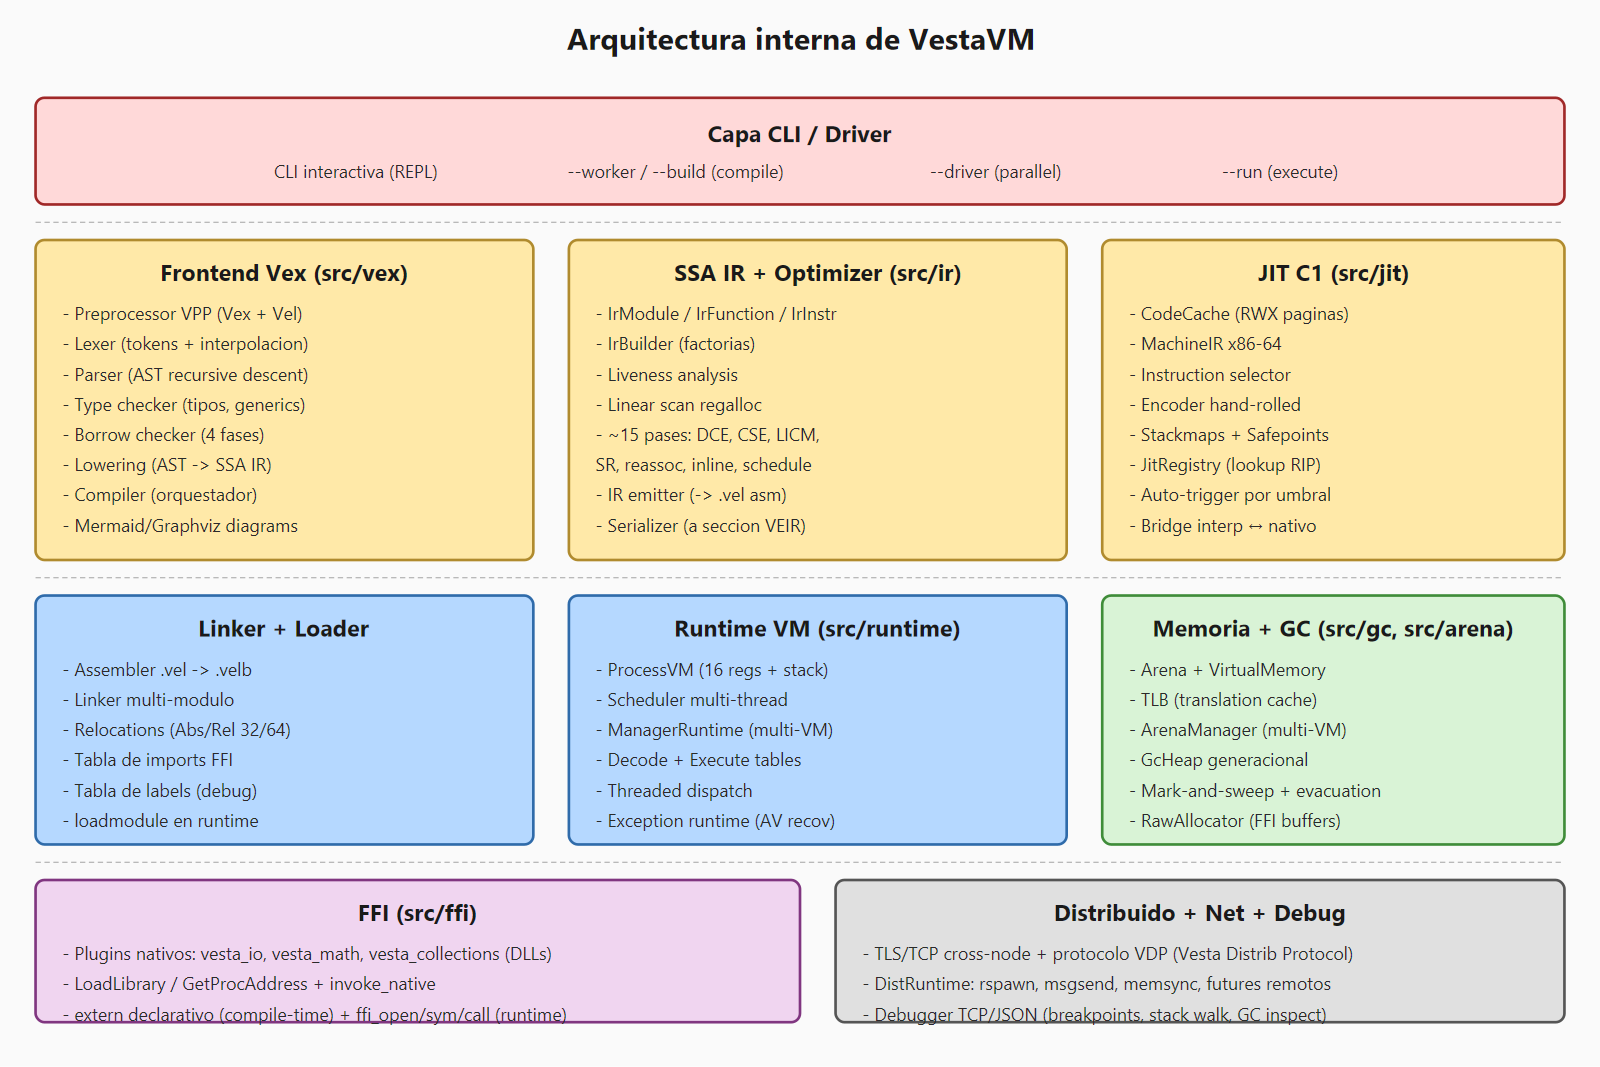 Arquitectura interna de VestaVM
Capa CLI / Driver
CLI interactiva (REPL)
--worker / --build (compile)
--driver (parallel)
--run (execute)
Frontend Vex (src/vex)
- Preprocessor VPP (Vex + Vel)
- Lexer (tokens + interpolacion)
- Parser (AST recursive descent)
- Type checker (tipos, generics)
- Borrow checker (4 fases)
- Lowering (AST -> SSA IR)
- Compiler (orquestador)
- Mermaid/Graphviz diagrams
SSA IR + Optimizer (src/ir)
- IrModule / IrFunction / IrInstr
- IrBuilder (factorias)
- Liveness analysis
- Linear scan regalloc
- ~15 pases: DCE, CSE, LICM,
SR, reassoc, inline, schedule
- IR emitter (-> .vel asm)
- Serializer (a seccion VEIR)
JIT C1 (src/jit)
- CodeCache (RWX paginas)
- MachineIR x86-64
- Instruction selector
- Encoder hand-rolled
- Stackmaps + Safepoints
- JitRegistry (lookup RIP)
- Auto-trigger por umbral
- Bridge interp ↔ nativo
Linker + Loader
- Assembler .vel -> .velb
- Linker multi-modulo
- Relocations (Abs/Rel 32/64)
- Tabla de imports FFI
- Tabla de labels (debug)
- loadmodule en runtime
Runtime VM (src/runtime)
- ProcessVM (16 regs + stack)
- Scheduler multi-thread
- ManagerRuntime (multi-VM)
- Decode + Execute tables
- Threaded dispatch
- Exception runtime (AV recov)
Memoria + GC (src/gc, src/arena)
- Arena + VirtualMemory
- TLB (translation cache)
- ArenaManager (multi-VM)
- GcHeap generacional
- Mark-and-sweep + evacuation
- RawAllocator (FFI buffers)
FFI (src/ffi)
- Plugins nativos: vesta_io, vesta_math, vesta_collections (DLLs)
- LoadLibrary / GetProcAddress + invoke_native
- extern declarativo (compile-time) + ffi_open/sym/call (runtime)
Distribuido + Net + Debug
- TLS/TCP cross-node + protocolo VDP (Vesta Distrib Protocol)
- DistRuntime: rspawn, msgsend, memsync, futures remotos
- Debugger TCP/JSON (breakpoints, stack walk, GC inspect)